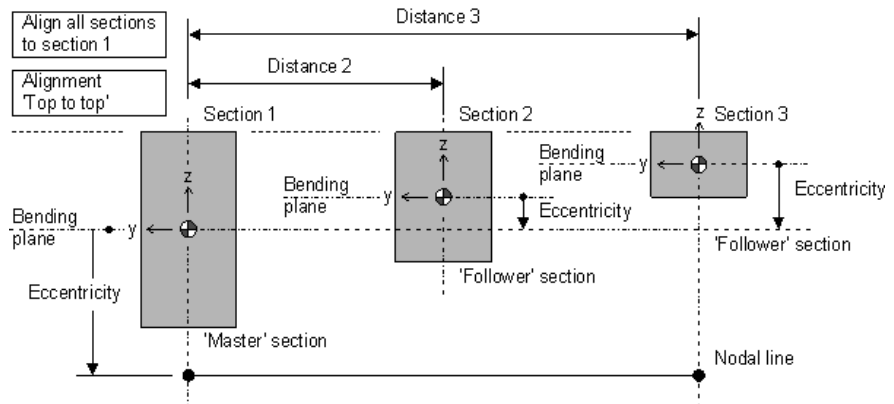 Align all sections
to section 1
Distance 3
Alignment
'Top to top'
Distance 2
Section 1
Section 2
Section 3
z
z
z
Bending
plane
y
Bending
plane
y
Bending
plane
y
Eccentricity
Eccentricity
Eccentricity
'Follower' section
'Follower' section
'Master' section
Nodal line